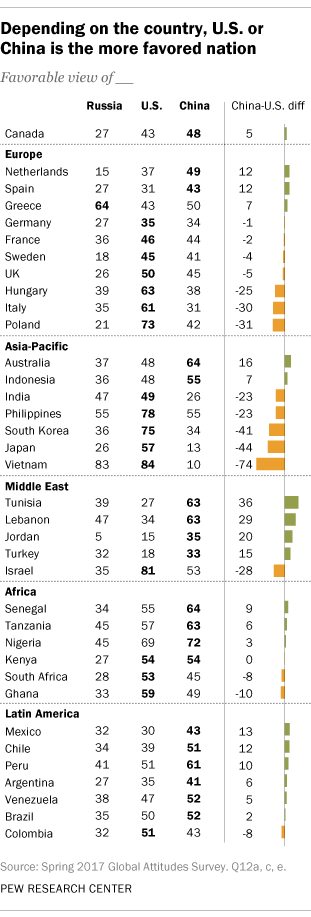 Depending on the country, U.S. or
China is the more favored nation
Favorable view of __
Russia U.S. China China-U.S. diff
Canada 27 43 48 5
Europe
Netherlands 15 37 49 12
Spain 27 31 43 12
Greece 64 43 50 7
Germany 27 35 34 -1
France 36 46 44 -2
Sweden 18 45 41 -4
UK 26 50 45 -5
Hungary 39 63 38 -25
Italy 35 61 31 -30
Poland 21 73 42 -31
Asia-Pacific
Australia 37 48 64 16
Indonesia 36 48 55 7
India 47 49 26 -23
Philippines 55 78 55 -23
South Korea 36 75 34 -41
Japan 26 57 13 -44
Vietnam 83 84 10 -74
Middle East
Tunisia 39 27 63 36
Lebanon 47 34 63 29
Jordan 5 15 35 20
Turkey 32 18 33 15
Israel 35 81 53 -28
Africa
Senegal 34 55 64 9
Tanzania 45 57 63 6
Nigeria 45 69 72 3
Kenya 27 54 54 0
South Africa 28 53 45 -8
Ghana 33 59 49 -10
Latin America
Mexico 32 30 43 13
Chile 34 39 51 12
Peru 41 51 61 10
Argentina 27 35 41 6
Venezuela 38 47 52 5
Brazil 35 50 52 2
Colombia 32 51 43 -8
Source: Spring 2017 Global Attitudes Survey. Q12a, c, e.
PEW RESEARCH CENTER